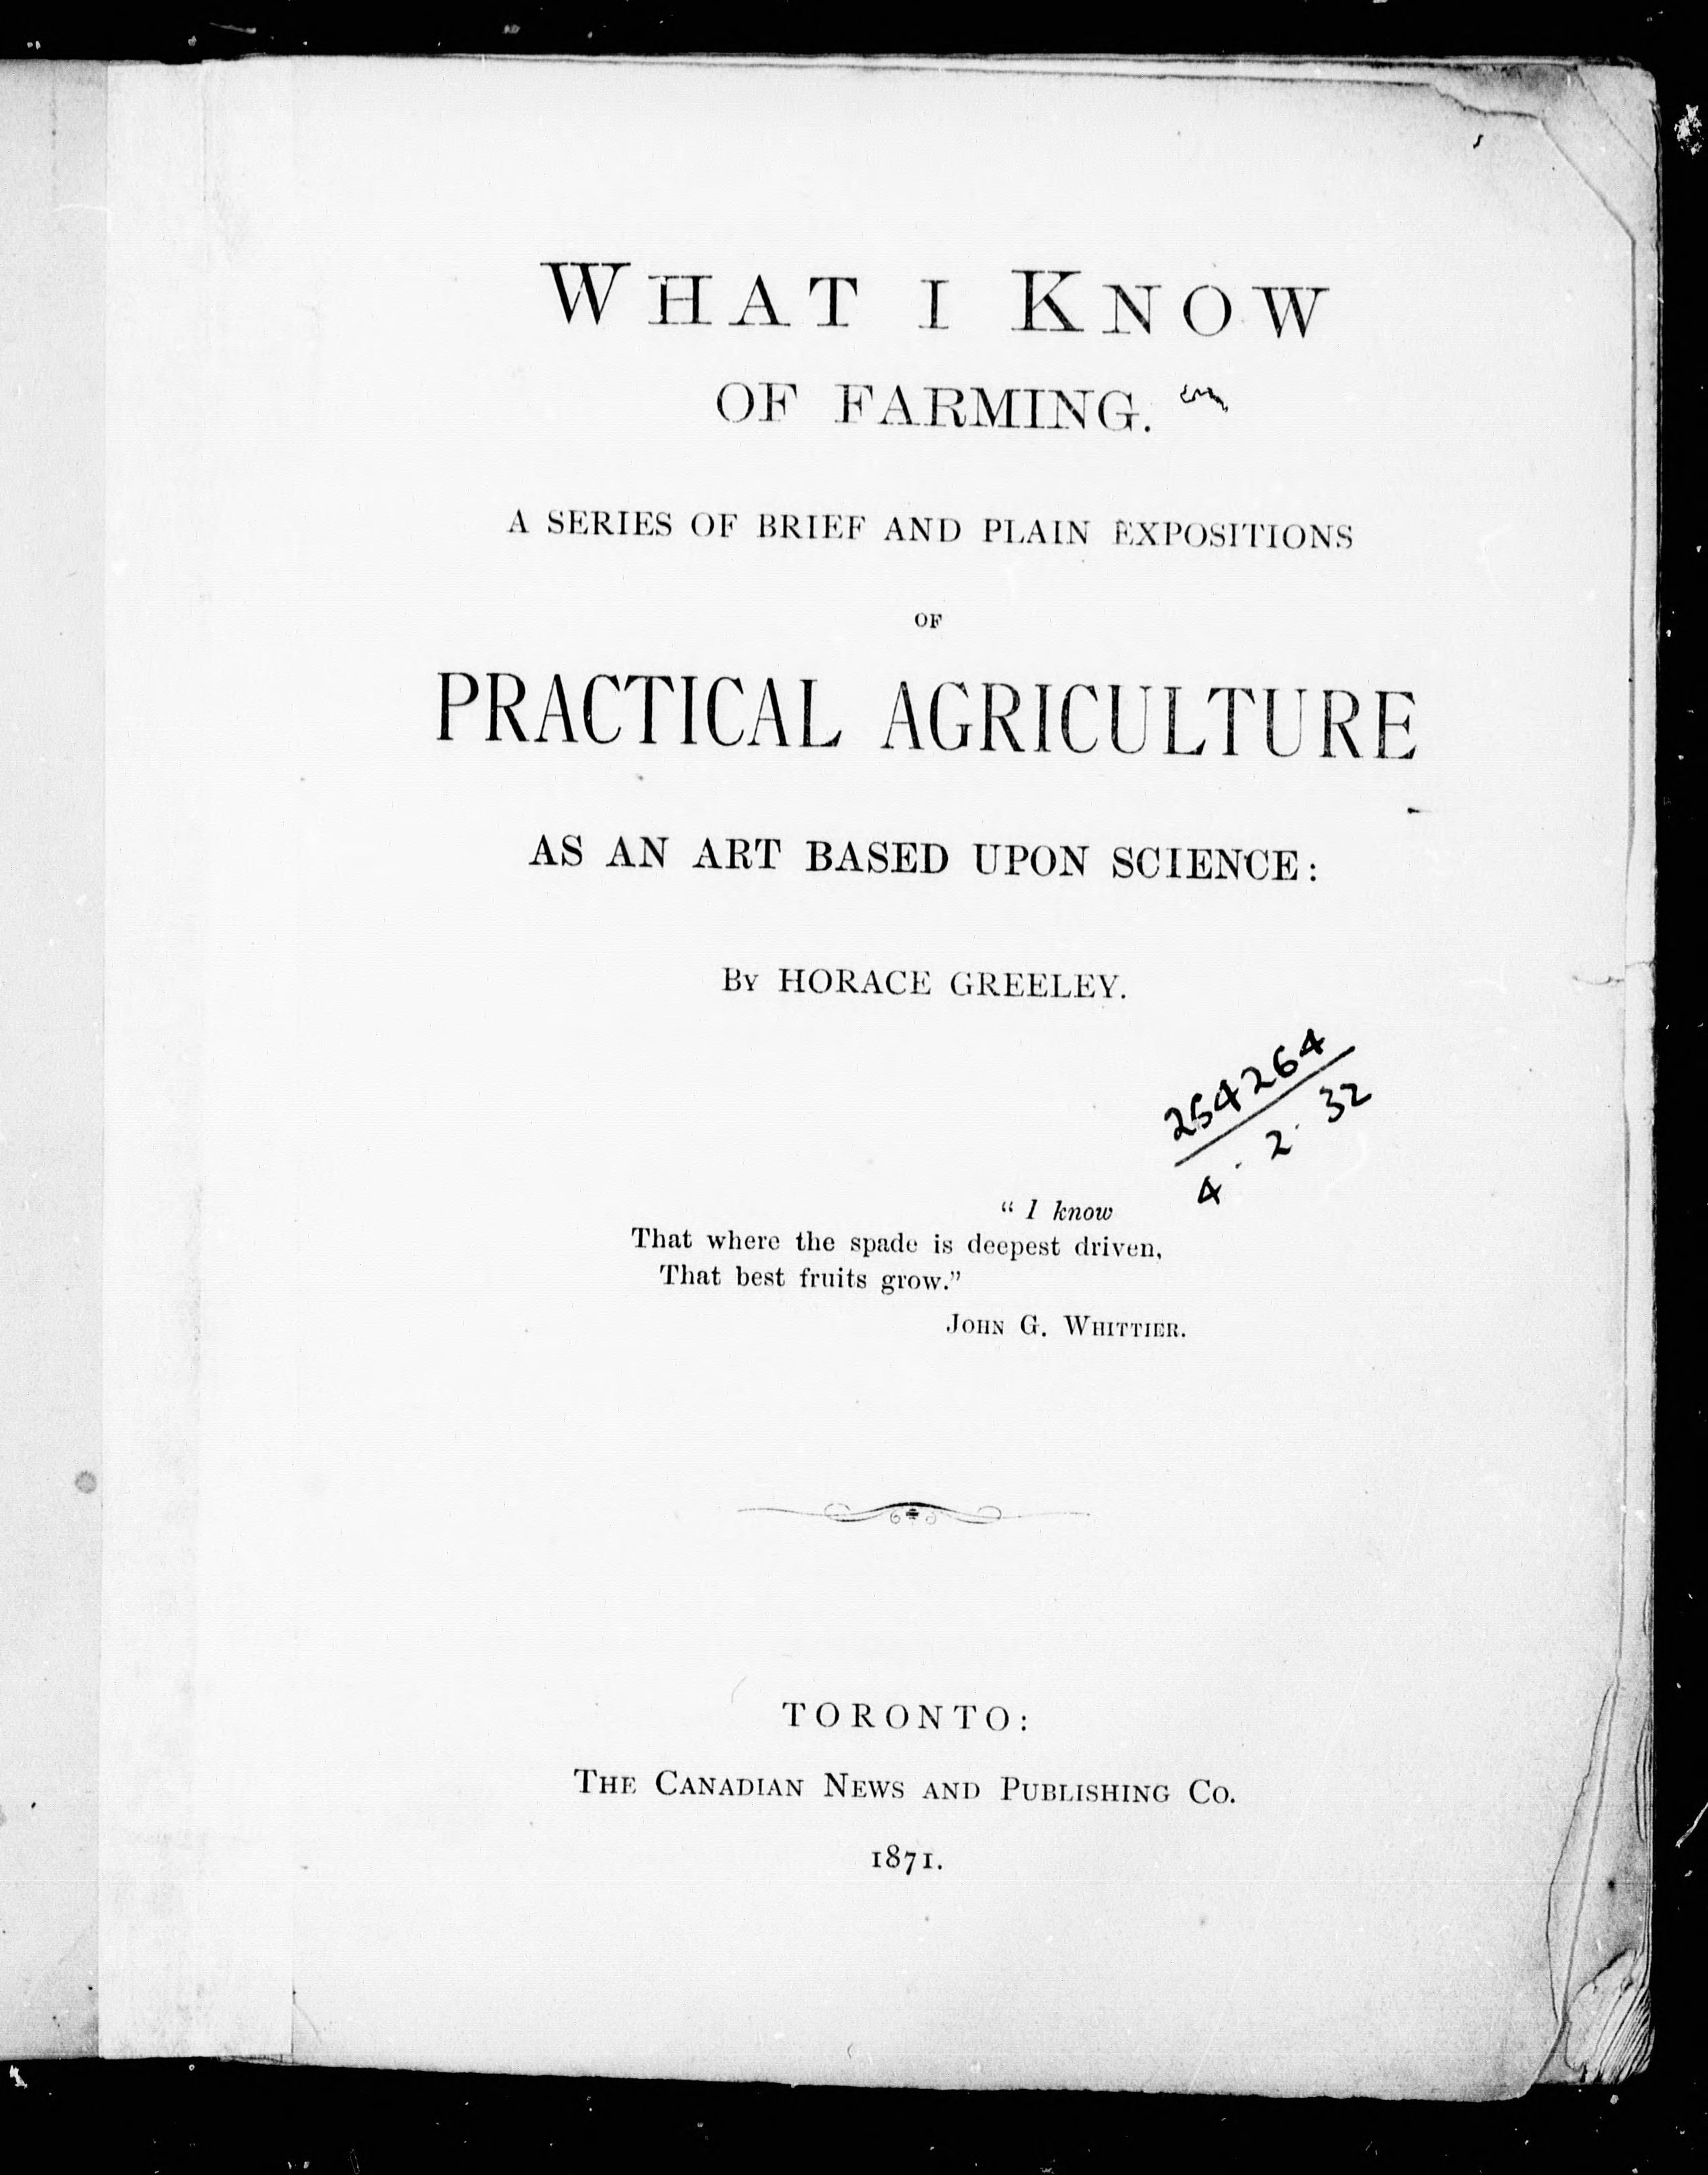 WHAT I KNOW
OF FARMING.
A SERIES OF BRIEF AND PLAIN EXPOSITIONS
OF
PRACTICAL AGRICULTURE
AS AN ART BASED UPON SCIENCE:
BY HORACE GREELEY.
254264
4.2.32
“I know
That where the spade is deepest driven,
That best fruits grow.”
JOHN G. WHITTIER.
TORONTO:
THE CANADIAN NEWS AND PUBLISHING CO.
1871.